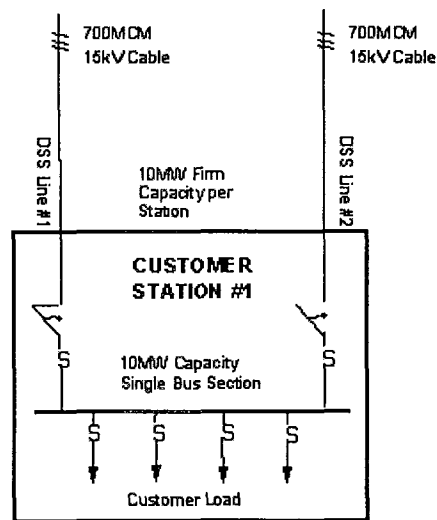 700MCM
15kV Cable
700MCM
15kV Cable
DSS Line #1
DSS Line #2
10MW Firm
Capacity per
Station
CUSTOMER
STATION #1
S
S
10MW Capacity
Single Bus Section
S
S
S
S
Customer Load